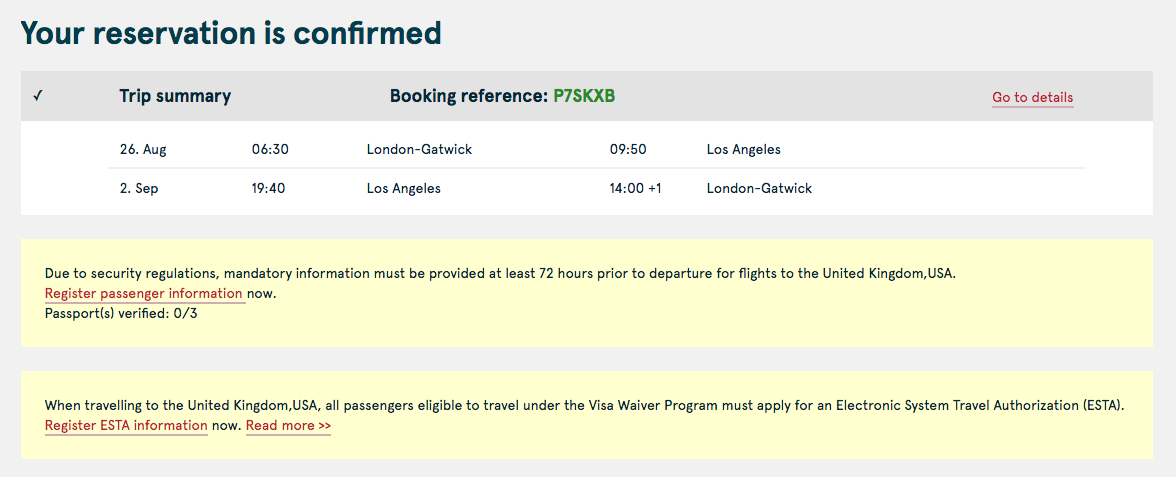 Your reservation is confirmed
✓ Trip summary Booking reference: P7SKXB Go to details
26. Aug 06:30 London-Gatwick 09:50 Los Angeles
2. Sep 19:40 Los Angeles 14:00 +1 London-Gatwick
Due to security regulations, mandatory information must be provided at least 72 hours prior to departure for flights to the United Kingdom,USA.
Register passenger information now.
Passport(s) verified: 0/3
When travelling to the United Kingdom,USA, all passengers eligible to travel under the Visa Waiver Program must apply for an Electronic System Travel Authorization (ESTA).
Register ESTA information now. Read more >>